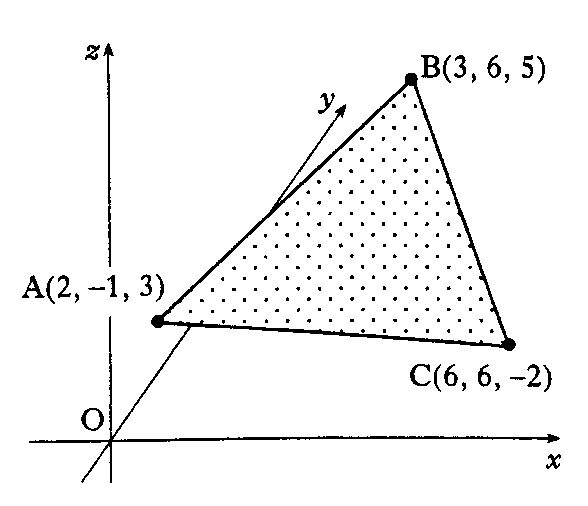 z
B(3, 6, 5)
y
A(2, −1, 3)
C(6, 6, −2)
O
x